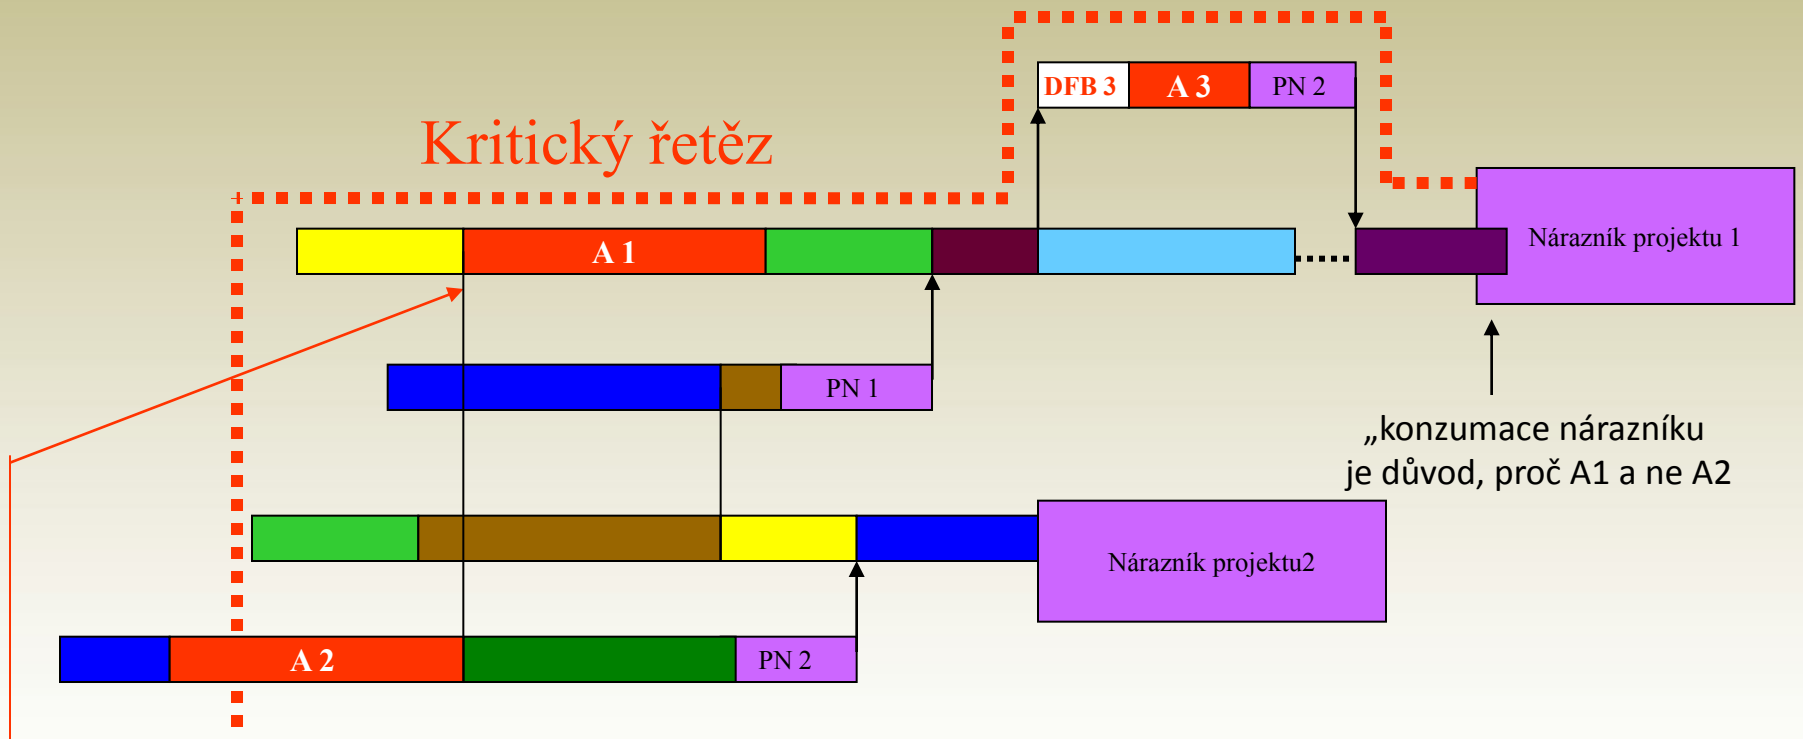 DFB 3 A 3 PN 2
Kritický řetěz
A 1
Nárazník projektu 1
PN 1
„konzumace nárazníku
je důvod, proč A1 a ne A2
Nárazník projektu2
A 2
PN 2